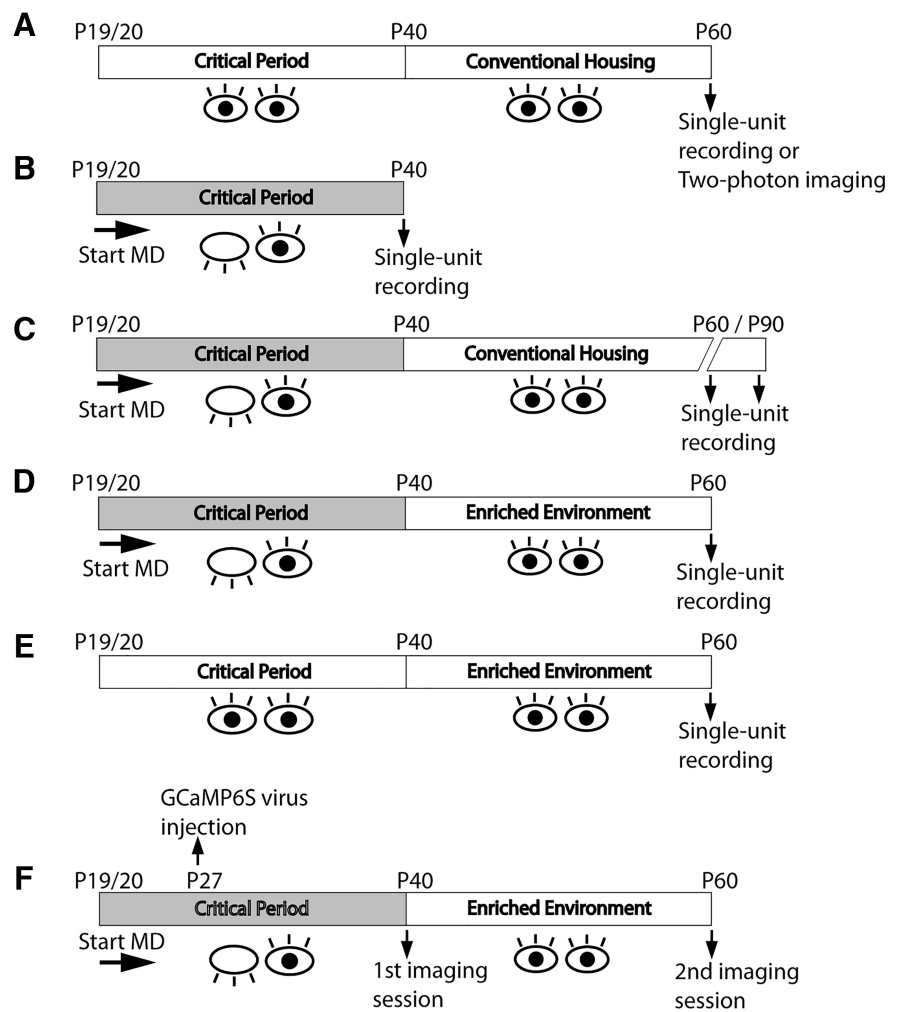 A
P19/20 P40 P60
Critical Period Conventional Housing
Single-unit
recording or
Two-photon imaging
B
P19/20 P40
Critical Period
Start MD
Single-unit
recording
C
P19/20 P40 P60 / P90
Critical Period Conventional Housing
Start MD
Single-unit
recording
D
P19/20 P40 P60
Critical Period Enriched Environment
Start MD
Single-unit
recording
E
P19/20 P40 P60
Critical Period Enriched Environment
Single-unit
recording
GCaMP6S virus
injection
F
P19/20 P27 P40 P60
Critical Period Enriched Environment
Start MD
1st imaging
session
2nd imaging
session